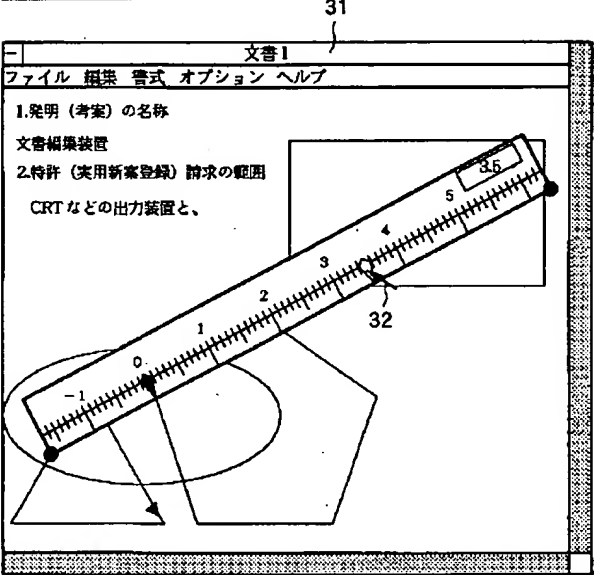 31
文書1
ファイル 編集 書式 オプション ヘルプ
1.発明（考案）の名称
文書編集装置
2.特許（実用新案登録）請求の範囲
CRTなどの出力装置と、
3.5
5
4
3
2
1
0
-1
32